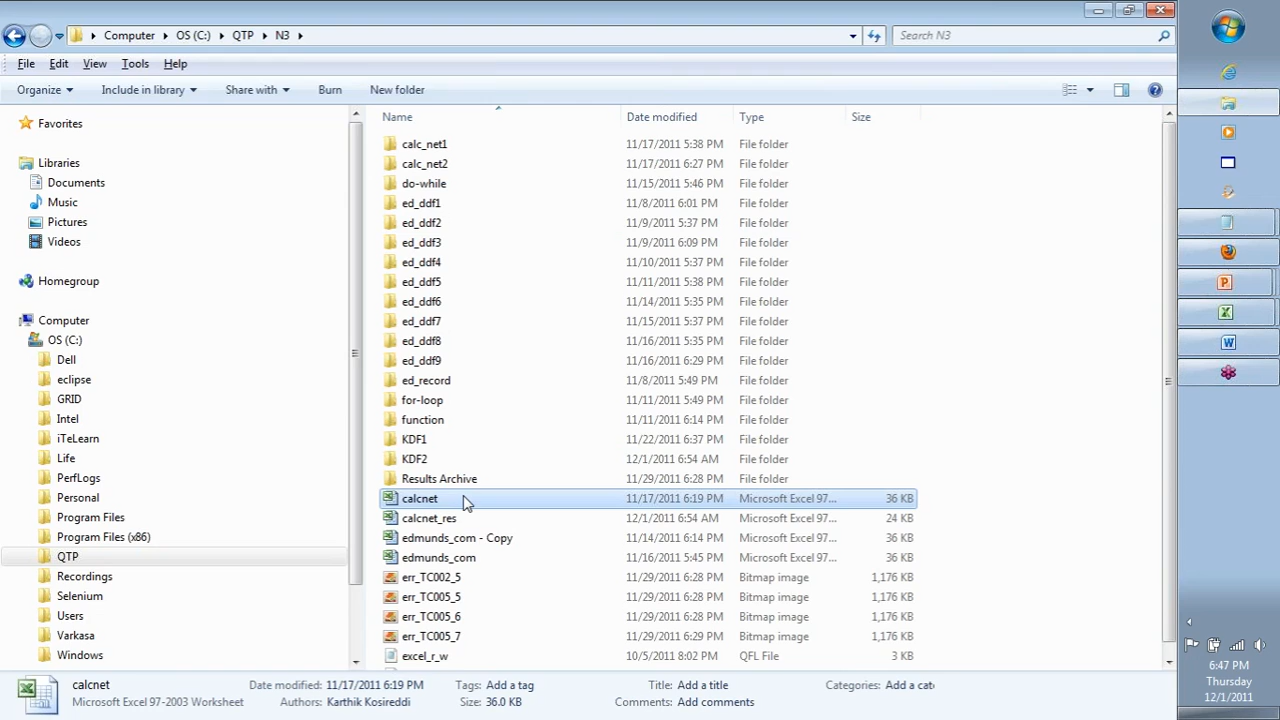 Computer OS (C:) QTP N3 Search N3
File Edit View Tools Help
Organize Include in library Share with Burn New folder
Favorites
Libraries
Documents
Music
Pictures
Videos
Homegroup
Computer
OS (C:)
Dell
eclipse
GRID
Intel
iTeLearn
Life
PerfLogs
Personal
Program Files
Program Files (x86)
QTP
Recordings
Selenium
Users
Varkasa
Windows
Name Date modified Type Size
calc_net1 11/17/2011 5:38 PM File folder
calc_net2 11/17/2011 6:27 PM File folder
do-while 11/15/2011 5:46 PM File folder
ed_ddf1 11/8/2011 6:01 PM File folder
ed_ddf2 11/9/2011 5:37 PM File folder
ed_ddf3 11/9/2011 6:09 PM File folder
ed_ddf4 11/10/2011 5:37 PM File folder
ed_ddf5 11/11/2011 5:38 PM File folder
ed_ddf6 11/14/2011 5:35 PM File folder
ed_ddf7 11/15/2011 5:37 PM File folder
ed_ddf8 11/16/2011 5:35 PM File folder
ed_ddf9 11/16/2011 6:29 PM File folder
ed_record 11/8/2011 5:49 PM File folder
for-loop 11/11/2011 5:49 PM File folder
function 11/11/2011 6:14 PM File folder
KDF1 11/22/2011 6:37 PM File folder
KDF2 12/1/2011 6:54 AM File folder
Results Archive 11/29/2011 6:28 PM File folder
calcnet 11/17/2011 6:19 PM Microsoft Excel 97... 36 KB
calcnet_res 12/1/2011 6:54 AM Microsoft Excel 97... 24 KB
edmunds_com - Copy 11/14/2011 6:14 PM Microsoft Excel 97... 36 KB
edmunds_com 11/16/2011 5:45 PM Microsoft Excel 97... 36 KB
err_TC002_5 11/29/2011 6:28 PM Bitmap image 1,176 KB
err_TC005_5 11/29/2011 6:28 PM Bitmap image 1,176 KB
err_TC005_6 11/29/2011 6:28 PM Bitmap image 1,176 KB
err_TC005_7 11/29/2011 6:29 PM Bitmap image 1,176 KB
excel_r_w 10/5/2011 8:02 PM QFL File 3 KB
calcnet Date modified: 11/17/2011 6:19 PM Tags: Add a tag Title: Add a title Categories: Add a cate
Microsoft Excel 97-2003 Worksheet Authors: Karthik Kosireddi Size: 36.0 KB Comments: Add comments
6:47 PM
Thursday
12/1/2011